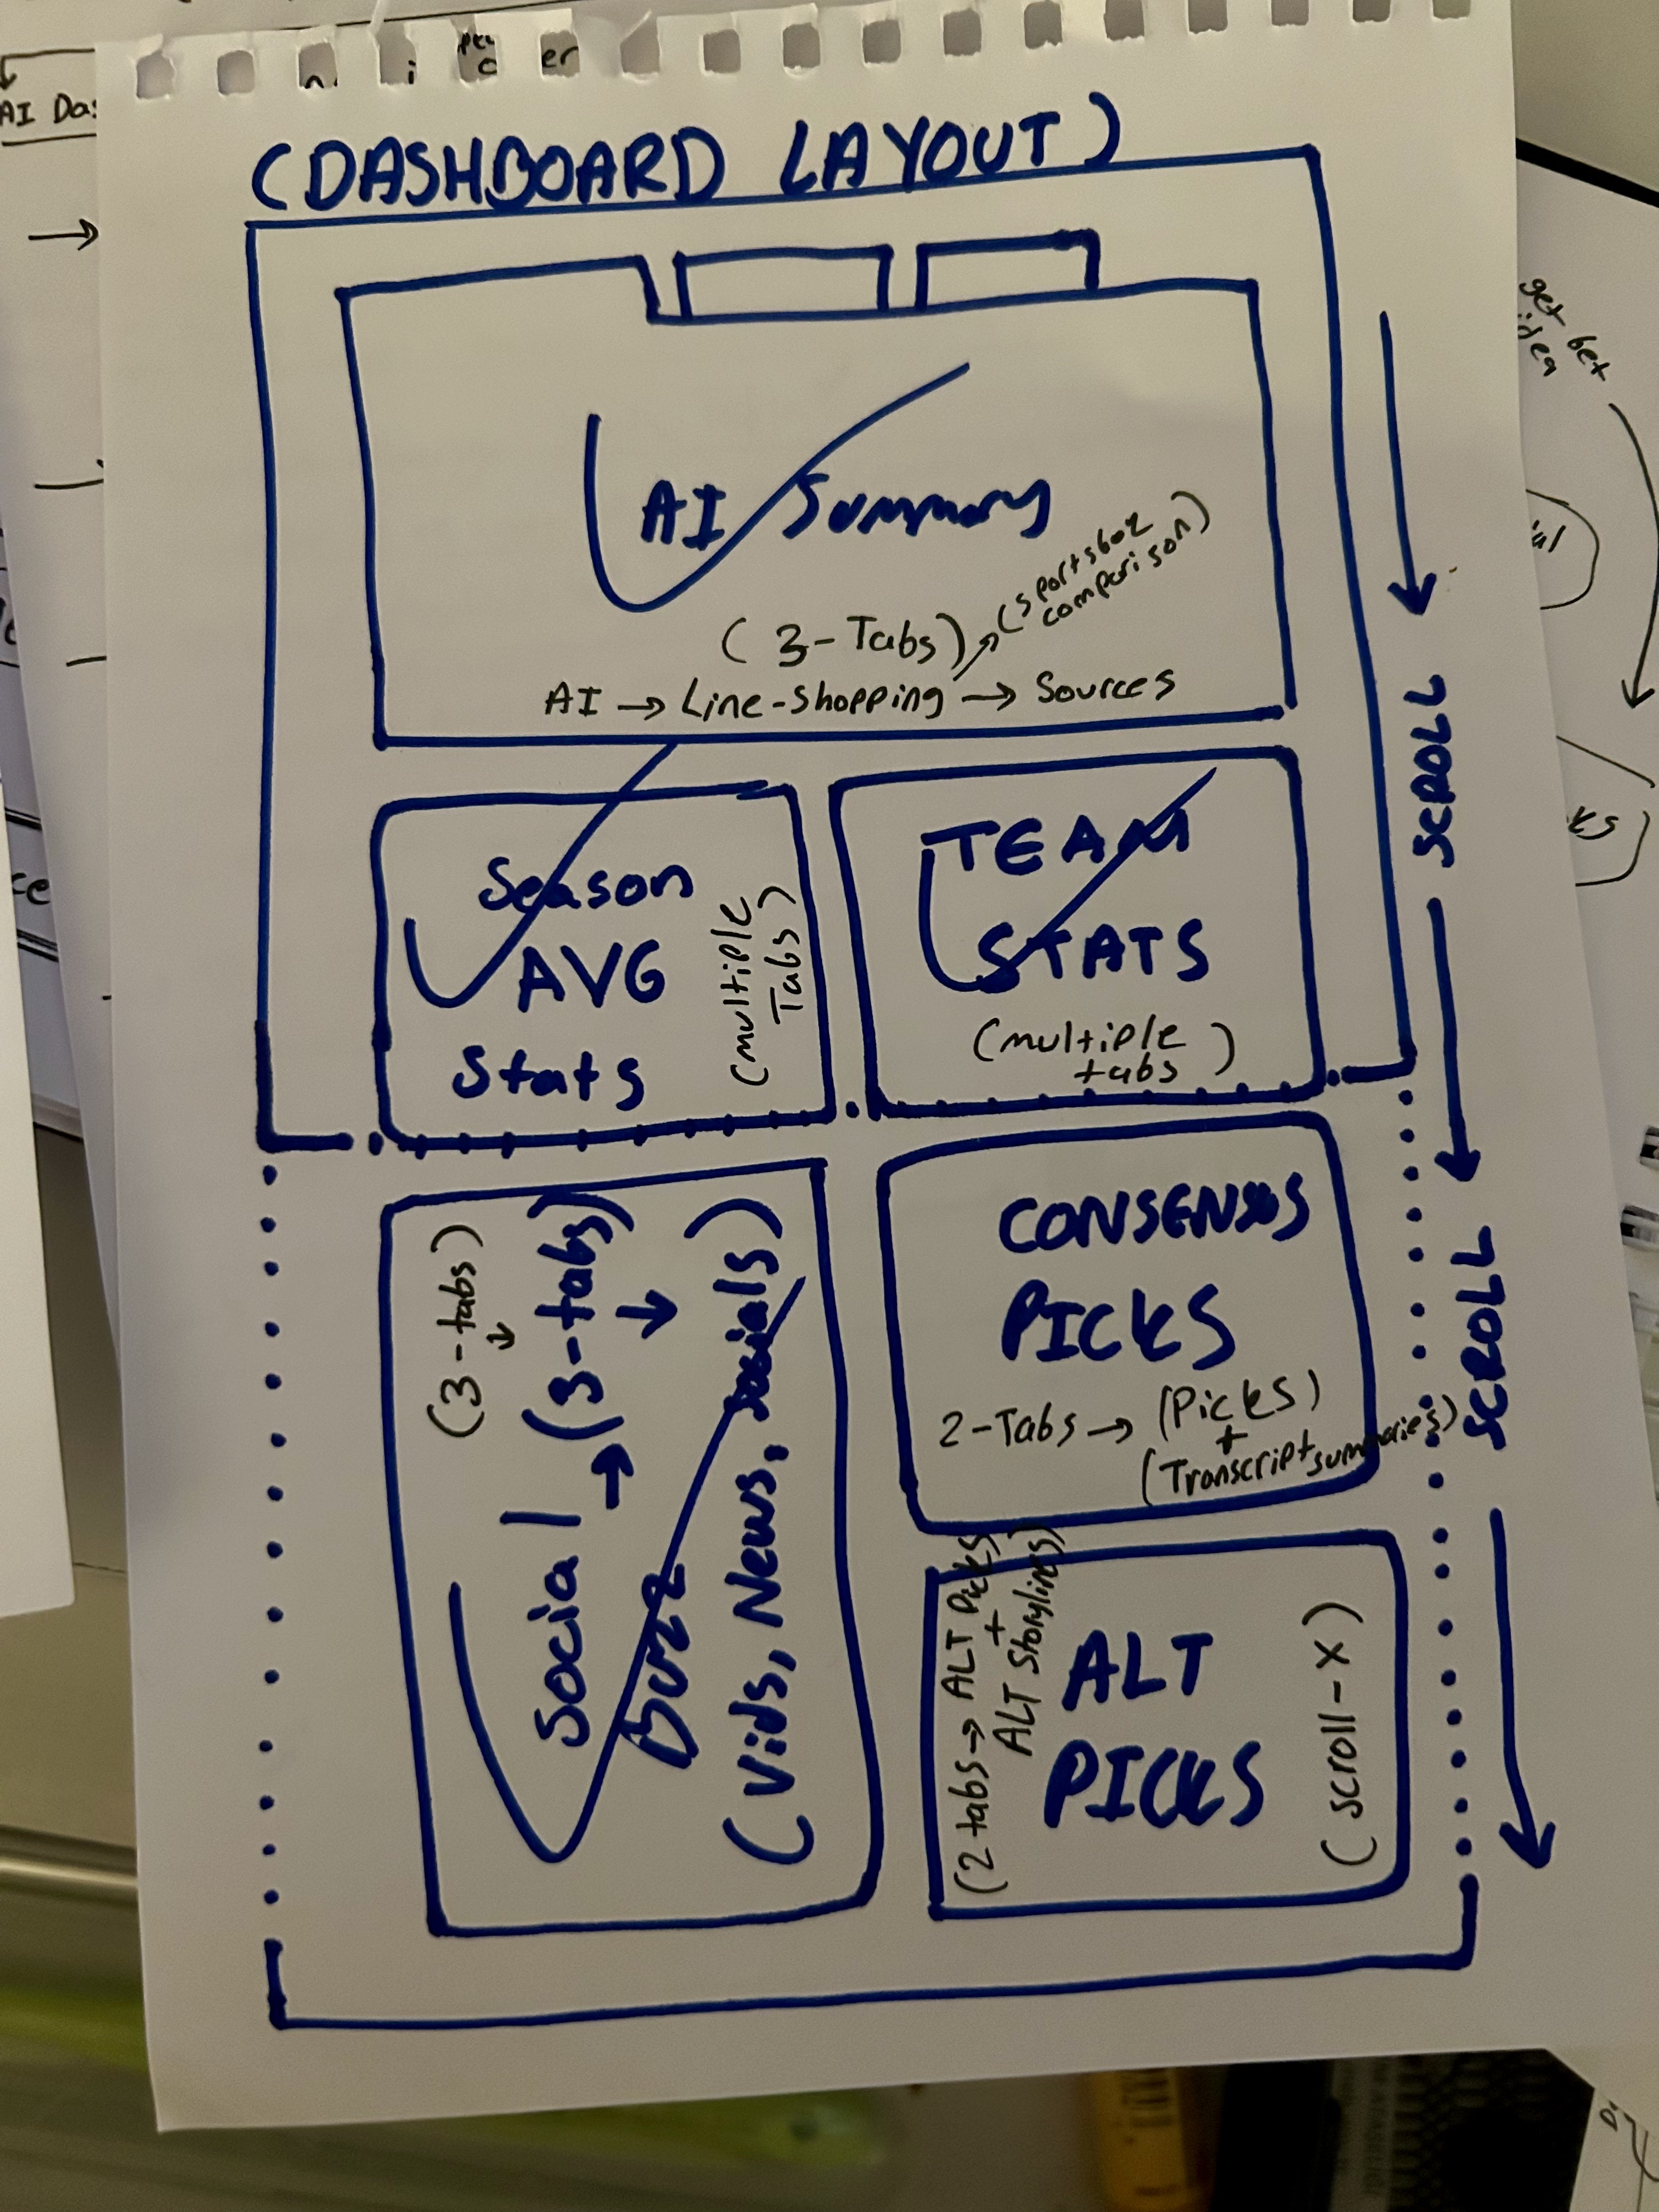 (DASHBOARD LAYOUT)
AI Summary
(3-Tabs)
(sportsbox
comparison)
AI → Line-shopping → Sources
Season
AVG
Stats
(multiple
Tabs)
TEAM
STATS
(multiple
tabs)
SCROLL
(3-tabs)
Social → (3-tabs)
Buzz
(Vids, News, socials)
CONSENSUS
PICKS
2-Tabs → (Picks)
+
(Transcript summaries)
SCROLL
(2 tabs → ALT Picks
+
ALT Storylines)
ALT
PICKS
(scroll-x)
AI Das
er
get bet
idea